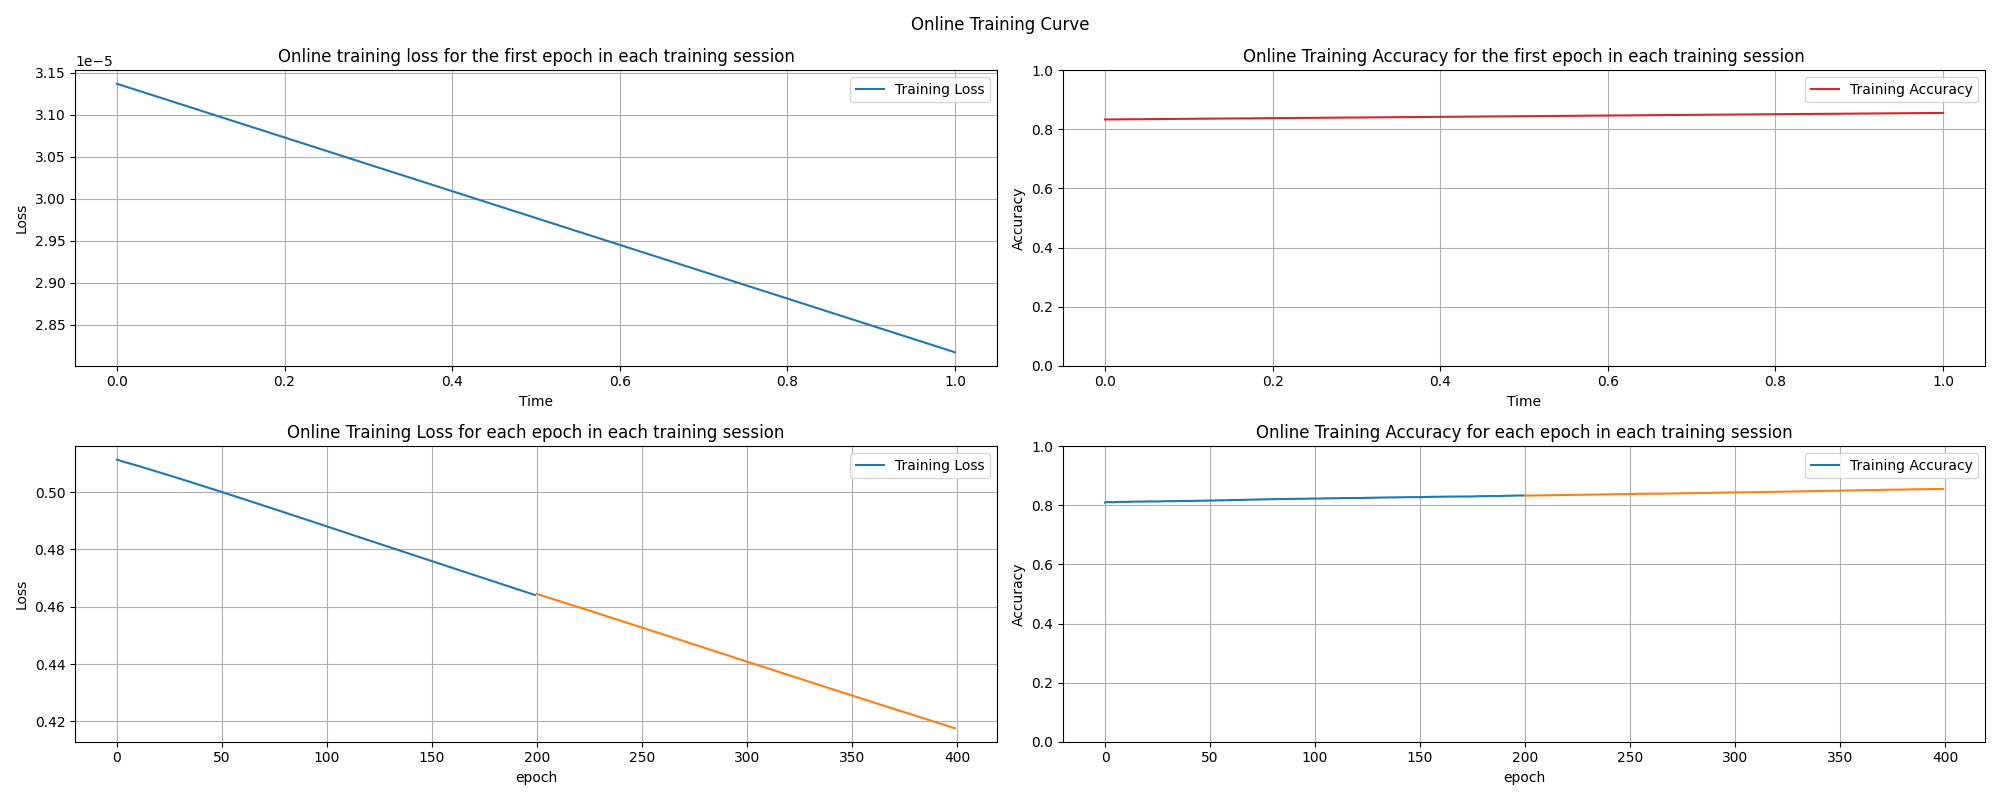 Online Training Curve
Online training loss for the first epoch in each training session
1e−5
3.15
3.10
3.05
3.00
2.95
2.90
2.85
Loss
Training Loss
0.0 0.2 0.4 0.6 0.8 1.0
Time
Online Training Accuracy for the first epoch in each training session
1.0
0.8
0.6
0.4
0.2
0.0
Accuracy
Training Accuracy
0.0 0.2 0.4 0.6 0.8 1.0
Time
Online Training Loss for each epoch in each training session
0.50
0.48
0.46
0.44
0.42
Loss
Training Loss
0 50 100 150 200 250 300 350 400
epoch
Online Training Accuracy for each epoch in each training session
1.0
0.8
0.6
0.4
0.2
0.0
Accuracy
Training Accuracy
0 50 100 150 200 250 300 350 400
epoch